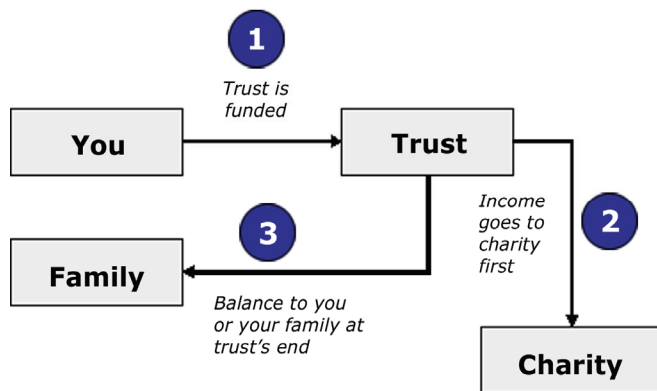 1
Trust is
funded
You
Trust
Income
goes to
charity
first
2
3
Family
Balance to you
or your family at
trust's end
Charity